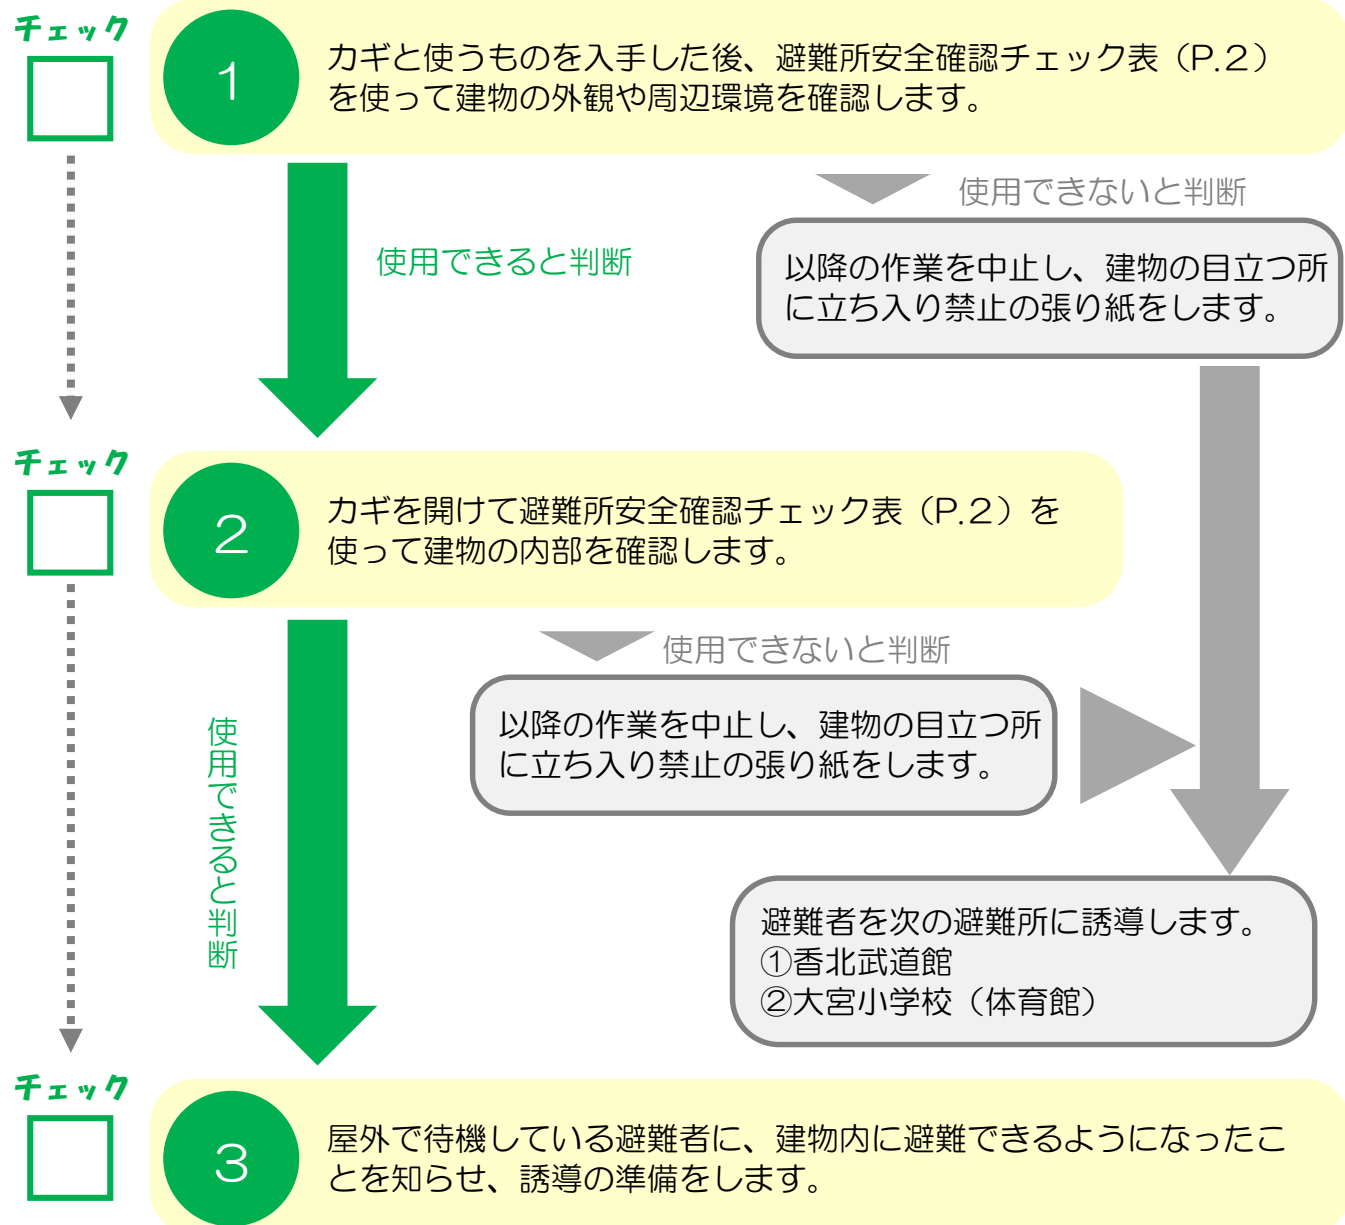 チェック
1
カギと使うものを入手した後、避難所安全確認チェック表（P.2）
を使って建物の外観や周辺環境を確認します。
使用できないと判断
使用できると判断
以降の作業を中止し、建物の目立つ所
に立ち入り禁止の張り紙をします。
チェック
2
カギを開けて避難所安全確認チェック表（P.2）を
使って建物の内部を確認します。
使用できないと判断
使用できると判断
以降の作業を中止し、建物の目立つ所
に立ち入り禁止の張り紙をします。
避難者を次の避難所に誘導します。
①香北武道館
②大宮小学校（体育館）
チェック
3
屋外で待機している避難者に、建物内に避難できるようになったこ
とを知らせ、誘導の準備をします。